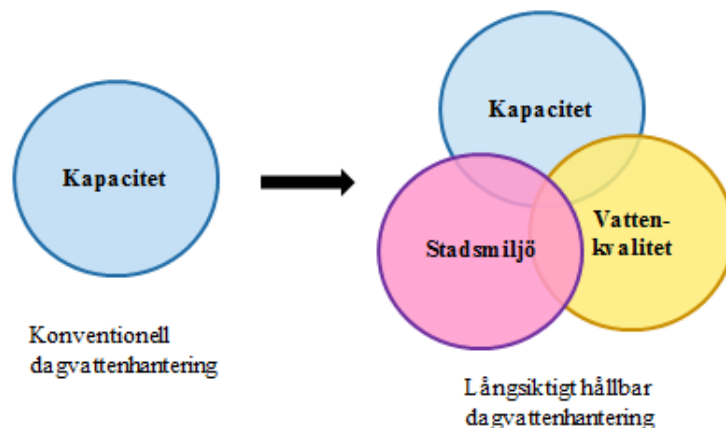 Kapacitet
Konventionell
dagvattenhantering
Kapacitet
Stadsmiljö
Vatten-
kvalitet
Långsiktigt hållbar
dagvattenhantering